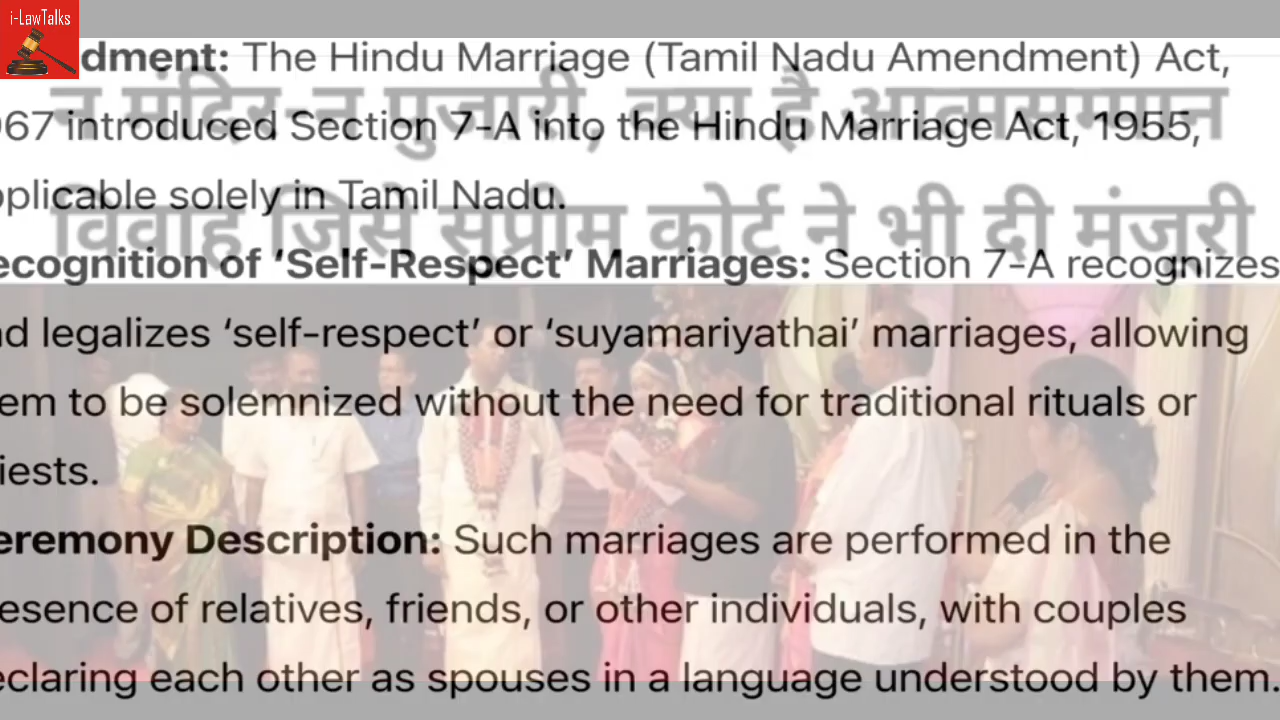 i-LawTalks
dment: The Hindu Marriage (Tamil Nadu Amendment) Act,
967 introduced Section 7-A into the Hindu Marriage Act, 1955,
pplicable solely in Tamil Nadu.
ecognition of ‘Self-Respect’ Marriages: Section 7-A recognizes
nd legalizes ‘self-respect’ or ‘suyamariyathai’ marriages, allowing
em to be solemnized without the need for traditional rituals or
iests.
eremony Description: Such marriages are performed in the
esence of relatives, friends, or other individuals, with couples
eclaring each other as spouses in a language understood by them.
न मंदिर-न पुजारी, क्या है आत्मसम्मान
विवाह जिसे सुप्रीम कोर्ट ने भी दी मंजूरी